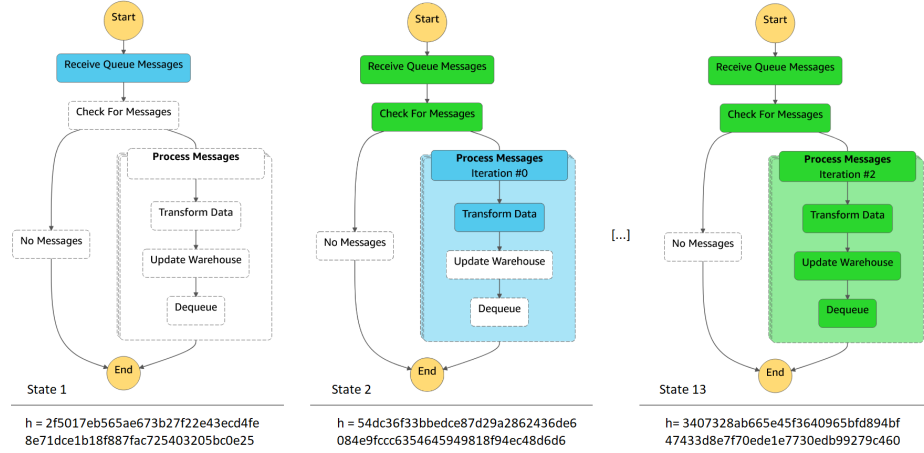 Start
Receive Queue Messages
Check For Messages
Process Messages
Transform Data
No Messages
Update Warehouse
Dequeue
End
State 1
h = 2f5017eb565ae673b27f22e43ecd4fe
8e71dce1b18f887fac725403205bc0e25
Start
Receive Queue Messages
Check For Messages
Process Messages
Iteration #0
Transform Data
No Messages
Update Warehouse
Dequeue
End
State 2
h = 54dc36f33bbedce87d29a2862436de6
084e9fccc6354645949818f94ec48d6d6
[...]
Start
Receive Queue Messages
Check For Messages
Process Messages
Iteration #2
Transform Data
No Messages
Update Warehouse
Dequeue
End
State 13
h= 3407328ab665e45f3640965bfd894bf
47433d8e7f70ede1e7730edb99279c460